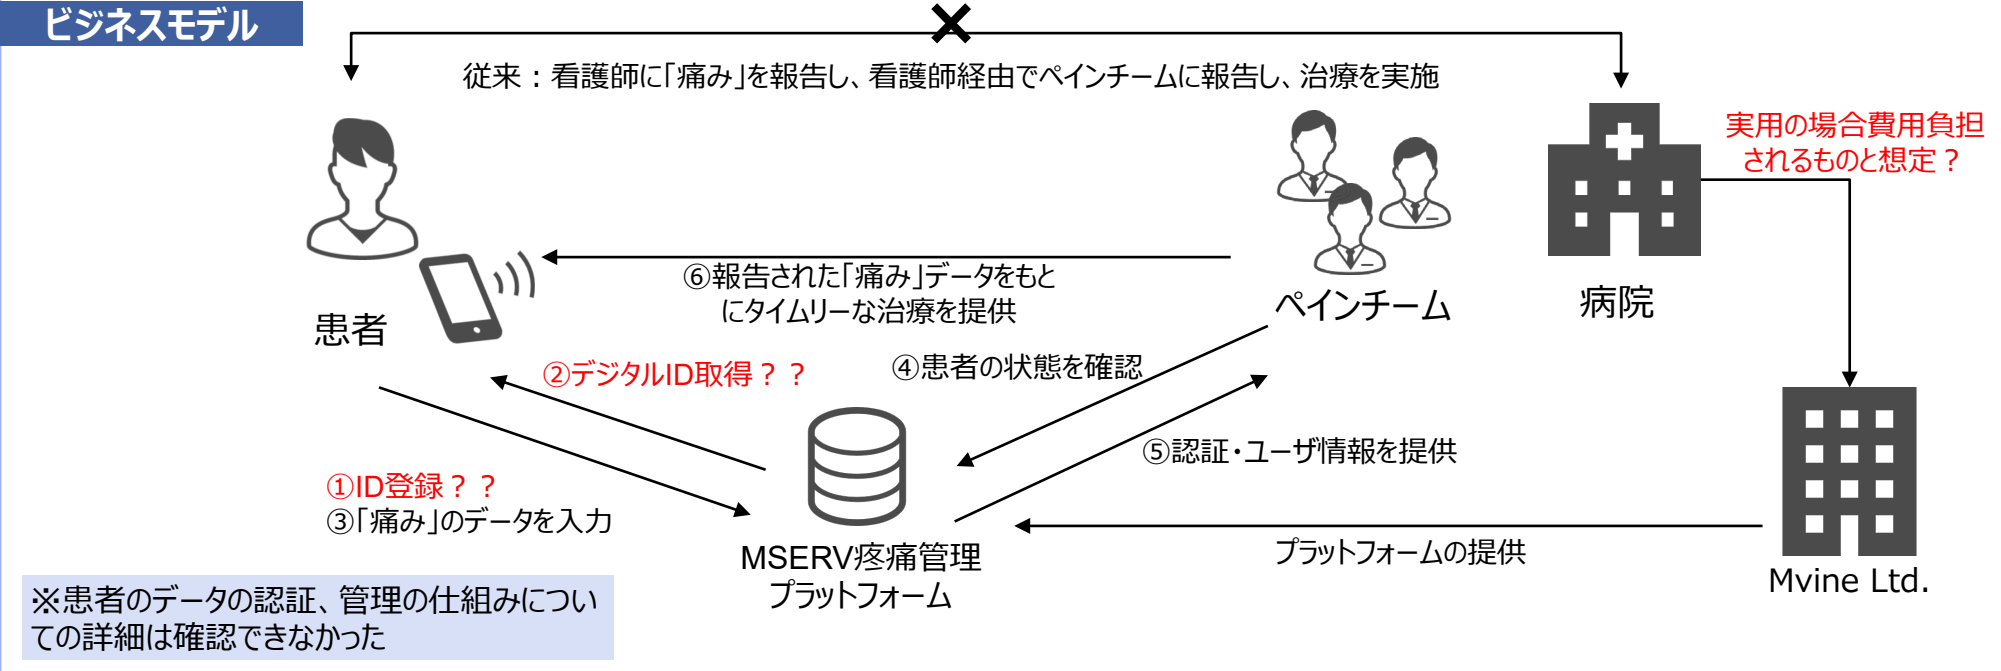 ビジネスモデル
従来：看護師に「痛み」を報告し、看護師経由でペインチームに報告し、治療を実施
実用の場合費用負担
されるものと想定？
⑥報告された「痛み」データをもと
にタイムリーな治療を提供
ペインチーム
病院
患者
②デジタルID取得？？
④患者の状態を確認
⑤認証・ユーザ情報を提供
①ID登録？？
③「痛み」のデータを入力
MSERV疼痛管理
プラットフォーム
プラットフォームの提供
Mvine Ltd.
※患者のデータの認証、管理の仕組みについ
ての詳細は確認できなかった